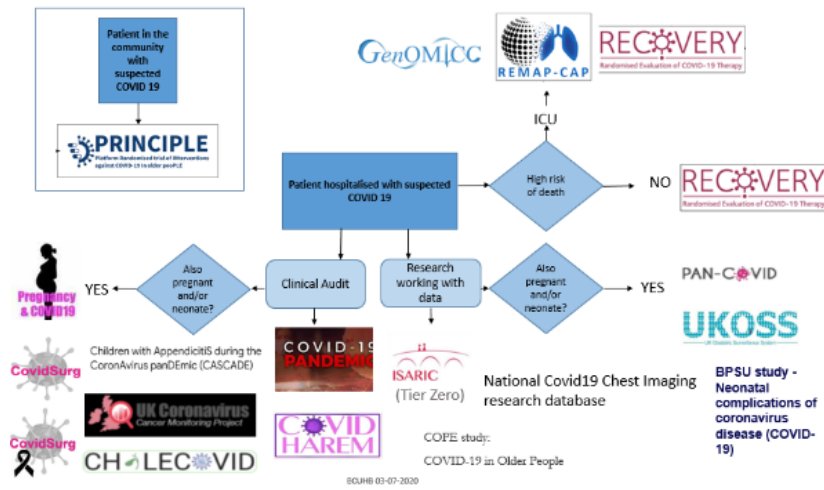 Patient in the
community
with
suspected
COVID 19
PRINCIPLE
Platform Randomised trial of INterventions
against COVID-19 In older peoPLE
GenOMICC
REMAP-CAP
RECOVERY
Randomised Evaluation of COVID-19 Therapy
ICU
Patient hospitalised with suspected
COVID 19
High risk
of death
NO
RECOVERY
Randomised Evaluation of COVID-19 Therapy
Pregnancy
& COVID19
YES
Also
pregnant
and/or
neonate?
Clinical Audit
Research
working with
data
Also
pregnant
and/or
neonate?
YES
PAN-COVID
UKOSS
UK Obstetric Surveillance System
CovidSurg
Children with AppendicitiS during the
CoronAvirus panDEmic (CASCADE)
COVID-19
PANDEMIC
ISARIC
(Tier Zero)
National Covid19 Chest Imaging
research database
BPSU study -
Neonatal
complications of
coronavirus
disease (COVID-
19)
CovidSurg
UK Coronavirus
Cancer Monitoring Project
CHOLECOVID
COVID
HAREM
COPE study:
COVID-19 in Older People
BCUHB 03-07-2020